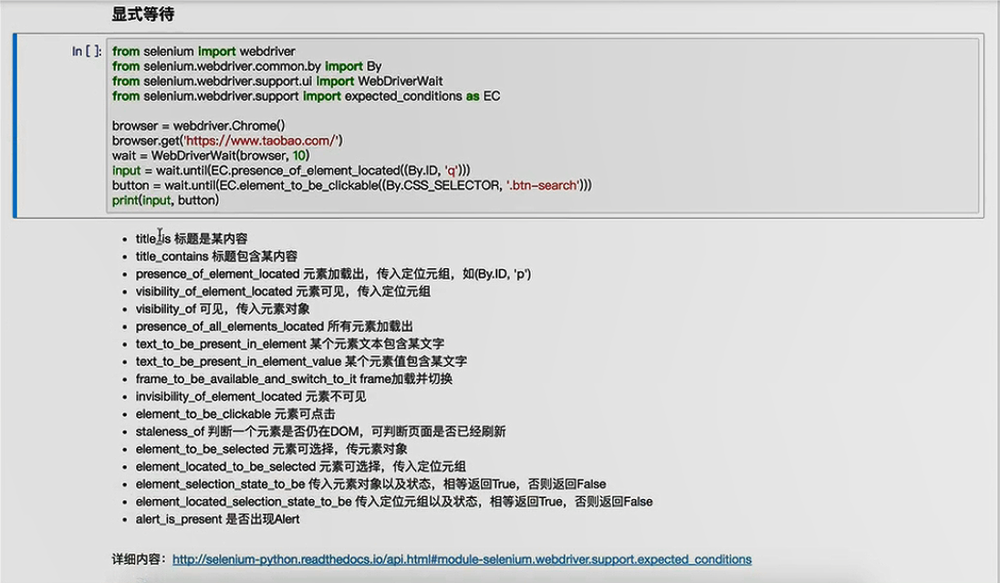 显式等待
In [ ]:
from selenium import webdriver
from selenium.webdriver.common.by import By
from selenium.webdriver.support.ui import WebDriverWait
from selenium.webdriver.support import expected_conditions as EC
browser = webdriver.Chrome()
browser.get('https://www.taobao.com/')
wait = WebDriverWait(browser, 10)
input = wait.until(EC.presence_of_element_located((By.ID, 'q')))
button = wait.until(EC.element_to_be_clickable((By.CSS_SELECTOR, '.btn-search')))
print(input, button)
• title_is 标题是某内容
• title_contains 标题包含某内容
• presence_of_element_located 元素加载出，传入定位元组，如(By.ID, 'p')
• visibility_of_element_located 元素可见，传入定位元组
• visibility_of 可见，传入元素对象
• presence_of_all_elements_located 所有元素加载出
• text_to_be_present_in_element 某个元素文本包含某文字
• text_to_be_present_in_element_value 某个元素值包含某文字
• frame_to_be_available_and_switch_to_it frame加载并切换
• invisibility_of_element_located 元素不可见
• element_to_be_clickable 元素可点击
• staleness_of 判断一个元素是否仍在DOM，可判断页面是否已经刷新
• element_to_be_selected 元素可选择，传元素对象
• element_located_to_be_selected 元素可选择，传入定位元组
• element_selection_state_to_be 传入元素对象以及状态，相等返回True，否则返回False
• element_located_selection_state_to_be 传入定位元组以及状态，相等返回True，否则返回False
• alert_is_present 是否出现Alert
详细内容：http://selenium-python.readthedocs.io/api.html#module-selenium.webdriver.support.expected_conditions